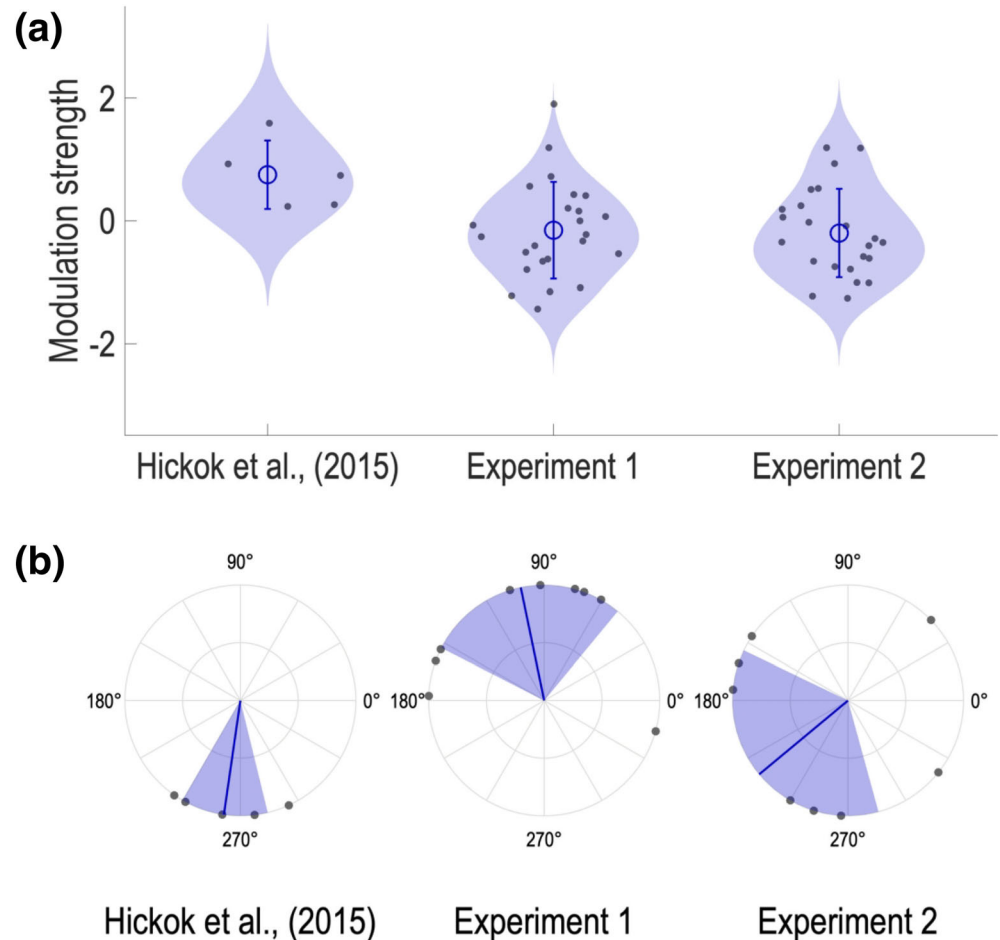 (a)
Modulation strength
2
0
-2
Hickok et al., (2015) Experiment 1 Experiment 2
(b)
90° 90° 90°
180° 0° 180° 0° 180° 0°
270° 270° 270°
Hickok et al., (2015) Experiment 1 Experiment 2